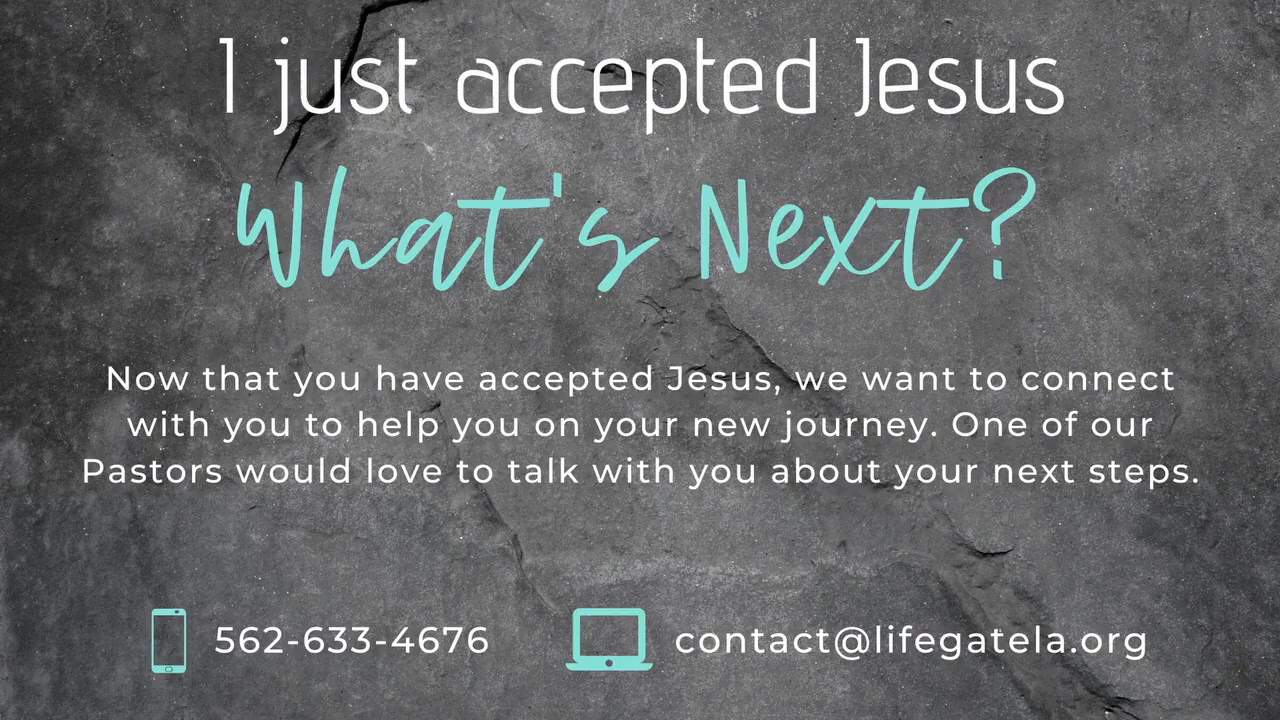 I just accepted Jesus
What's Next?
Now that you have accepted Jesus, we want to connect
with you to help you on your new journey. One of our
Pastors would love to talk with you about your next steps.
562-633-4676
contact@lifegatela.org